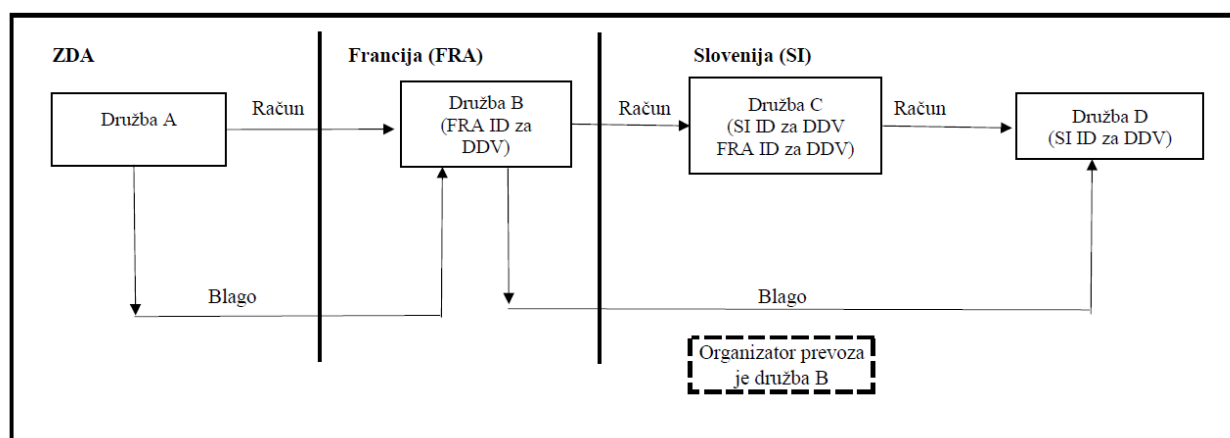 ZDA
Francija (FRA)
Slovenija (SI)
Družba A
Račun
Družba B
(FRA ID za
DDV)
Račun
Družba C
(SI ID za DDV
FRA ID za DDV)
Račun
Družba D
(SI ID za DDV)
Blago
Blago
Organizator prevoza
je družba B